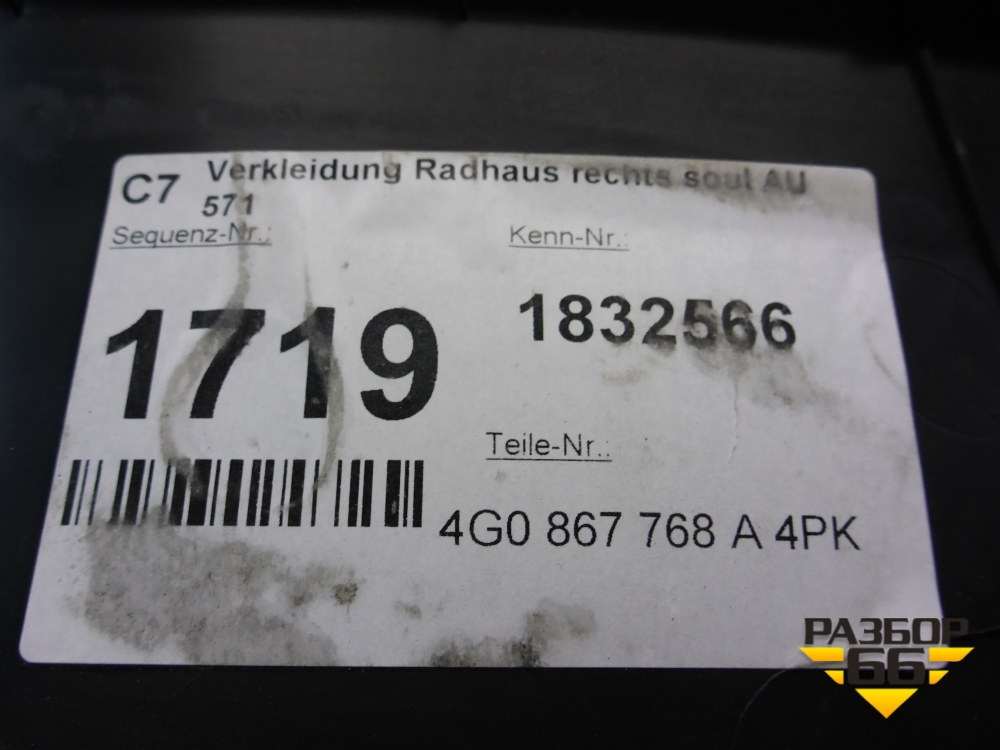 C7 Verkleidung Radhaus rechts soul AU
571
Sequenz-Nr.: Kenn-Nr.:
1719 1832566
Teile-Nr.:
4G0 867 768 A 4PK
РАЗБОР
66